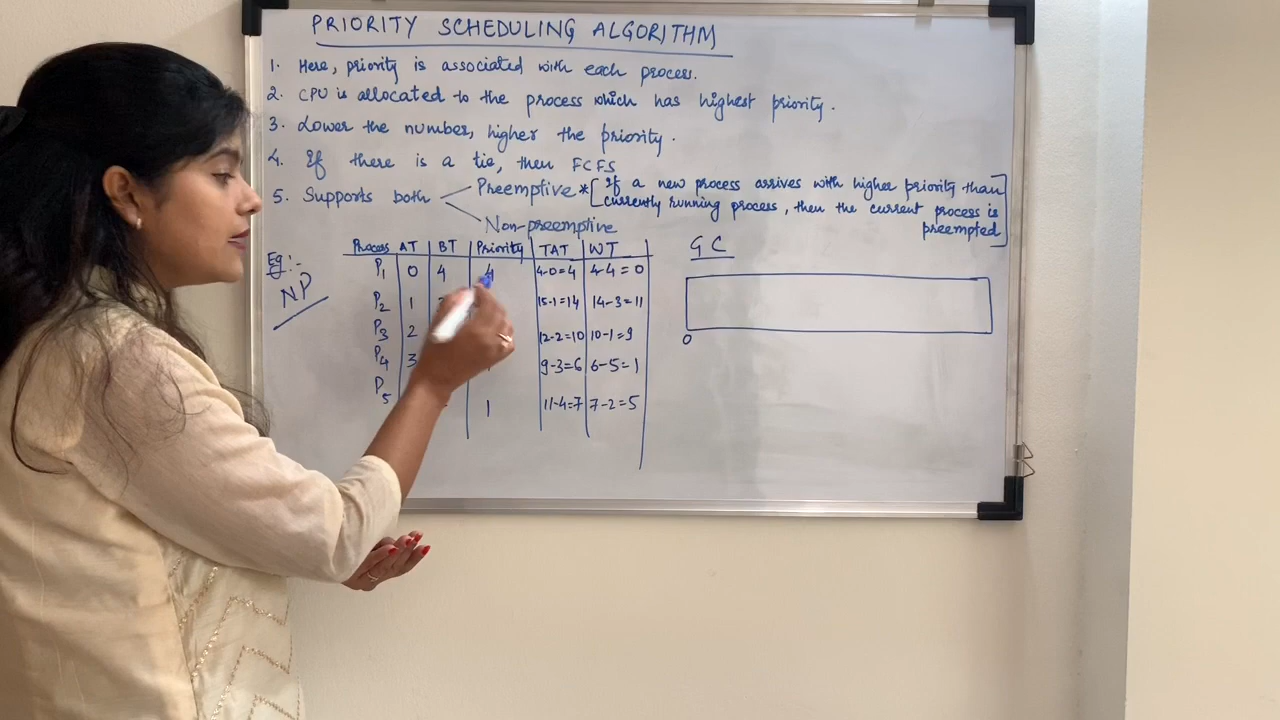 PRIORITY SCHEDULING ALGORITHM
1. Here, priority is associated with each process.
2. CPU is allocated to the process which has highest priority.
3. Lower the number, higher the priority.
4. If there is a tie, then FCFS
5. Supports both
Preemptive * [If a new process arrives with higher priority than
currently running process, then the current process is
preempted]
Non-preemptive
Eg:-
NP
Process AT BT Priority TAT WT
P1 0 4 4 4-0=4 4-4=0
P2 1 15-1=14 14-3=11
P3 2 12-2=10 10-1=9
P4 3 9-3=6 6-5=1
P5 1 11-4=7 7-2=5
GC
0